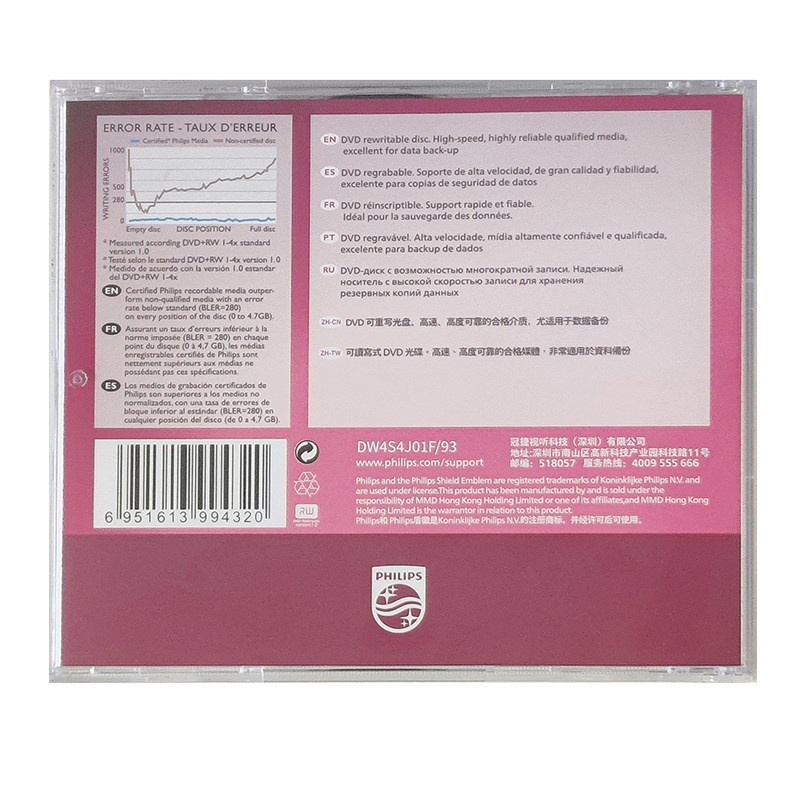 ERROR RATE - TAUX D'ERREUR
Certified* Philips Media
Non-certified disc
WRITING ERRORS
1000
500
280
0
Empty disc DISC POSITION Full disc
* Measured according DVD+RW 1-4x standard
version 1.0
* Testé selon le standard DVD+RW 1-4x version 1.0
* Medido de acuerdo con la versión 1.0 estandar
del DVD+RW 1-4x
EN Certified Philips recordable media outper-
form non-qualified media with an error
rate below standard (BLER=280)
on every position of the disc (0 to 4.7GB).
FR Assurant un taux d'erreurs inférieur à la
norme imposée (BLER = 280) en chaque
point du disque (0 à 4,7 GB), les médias
enregistrables certifiés de Philips sont
nettement supérieurs aux médias ne
possédant pas ces spécifications.
ES Los medios de grabación certificados de
Philips son superiores a los medios no
normalizados, con una tasa de errores de
bloque inferior al estándar (BLER=280) en
cualquier posición del disco (de 0 a 4,7 GB).
EN DVD rewritable disc. High-speed, highly reliable qualified media,
excellent for data back-up
ES DVD regrabable. Soporte de alta velocidad, de gran calidad y fiabilidad,
excelente para copias de seguridad de datos
FR DVD réinscriptible. Support rapide et fiable.
Idéal pour la sauvegarde des données.
PT DVD regravável. Alta velocidade, mídia altamente confiável e qualificada,
excelente para backup de dados
RU DVD-диск с возможностью многократной записи. Надежный
носитель с высокой скоростью записи для хранения
резервных копий данных
ZH-CN DVD 可重写光盘。高速、高度可靠的合格介质，尤适用于数据备份
ZH-TW 可讀寫式 DVD 光碟。高速、高度可靠的合格媒體，非常適用於資料備份
6 951613 994320
RW
DW4S4J01F/93
www.philips.com/support
冠捷视听科技（深圳）有限公司
地址:深圳市南山区高新科技产业园科技路11号
邮编：518057 服务热线：4009 555 666
Philips and the Philips Shield Emblem are registered trademarks of Koninklijke Philips N.V. and
are used under license.This product has been manufactured by and is sold under the
responsibility of MMD Hong Kong Holding Limited or one of its affiliates,and MMD Hong Kong
Holding Limited is the warrantor in relation to this product.
Philips和 Philips盾徽是Koninklijke Philips N.V.的注册商标，并经许可后可使用。
PHILIPS